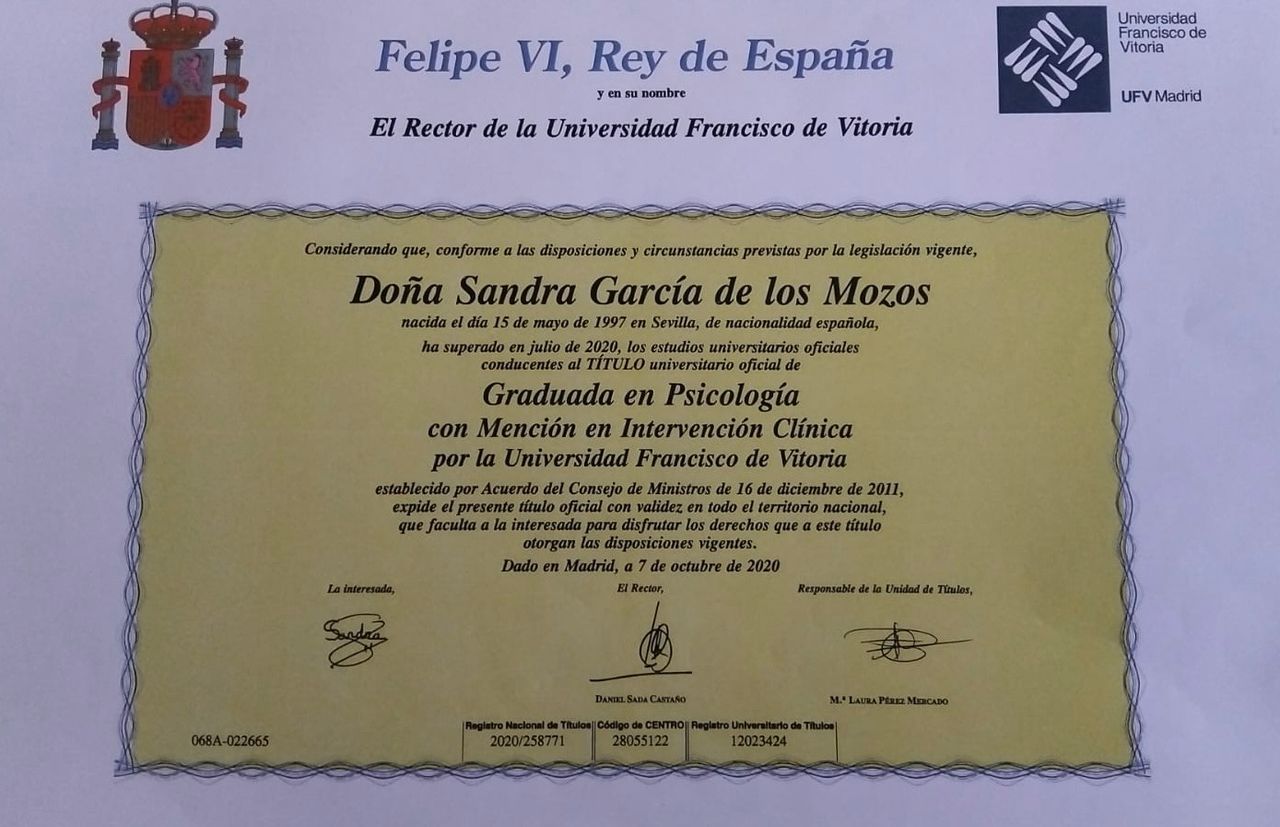 Felipe VI, Rey de España
y en su nombre
El Rector de la Universidad Francisco de Vitoria
Universidad
Francisco de
Vitoria
UFV Madrid
Considerando que, conforme a las disposiciones y circunstancias previstas por la legislación vigente,
Doña Sandra García de los Mozos
nacida el día 15 de mayo de 1997 en Sevilla, de nacionalidad española,
ha superado en julio de 2020, los estudios universitarios oficiales
conducentes al TÍTULO universitario oficial de
Graduada en Psicología
con Mención en Intervención Clínica
por la Universidad Francisco de Vitoria
establecido por Acuerdo del Consejo de Ministros de 16 de diciembre de 2011,
expide el presente título oficial con validez en todo el territorio nacional,
que faculta a la interesada para disfrutar los derechos que a este título
otorgan las disposiciones vigentes.
Dado en Madrid, a 7 de octubre de 2020
La interesada,
El Rector,
Responsable de la Unidad de Títulos,
Sandra
DANIEL SADA CASTAÑO
M.ª LAURA PÉREZ MERCADO
Registro Nacional de Títulos Código de CENTRO Registro Universitario de Títulos
068A-022665
2020/258771 28055122 12023424